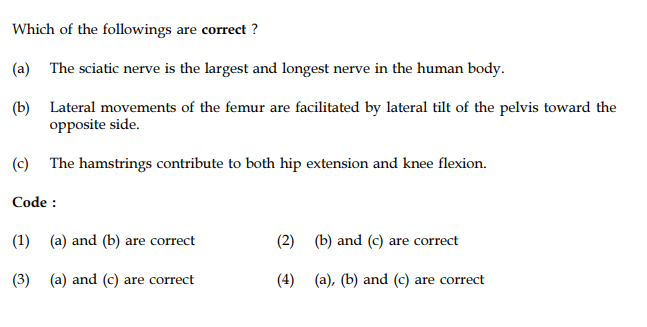 Which of the followings are correct ?
(a) The sciatic nerve is the largest and longest nerve in the human body.
(b) Lateral movements of the femur are facilitated by lateral tilt of the pelvis toward the
opposite side.
(c) The hamstrings contribute to both hip extension and knee flexion.
Code :
(1) (a) and (b) are correct (2) (b) and (c) are correct
(3) (a) and (c) are correct (4) (a), (b) and (c) are correct